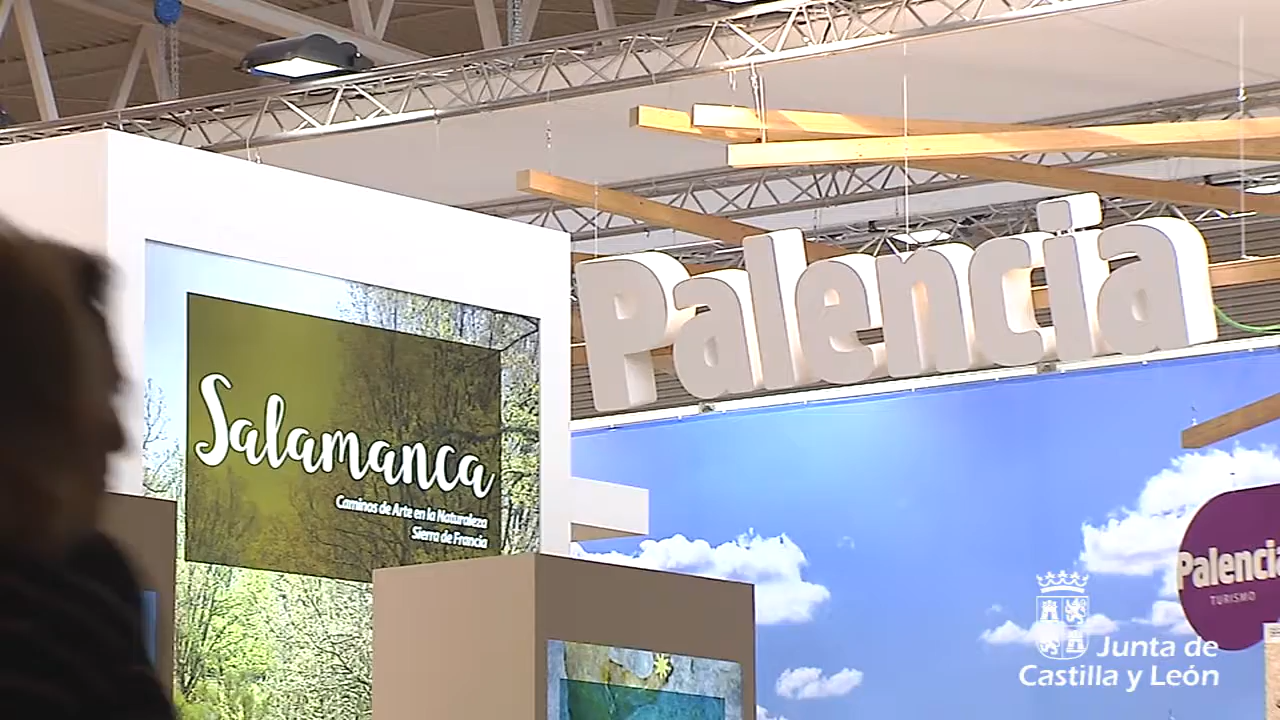 Palencia
Salamanca
Caminos de Arte en la Naturaleza
Sierra de Francia
Palencia
TURISMO
Junta de
Castilla y León